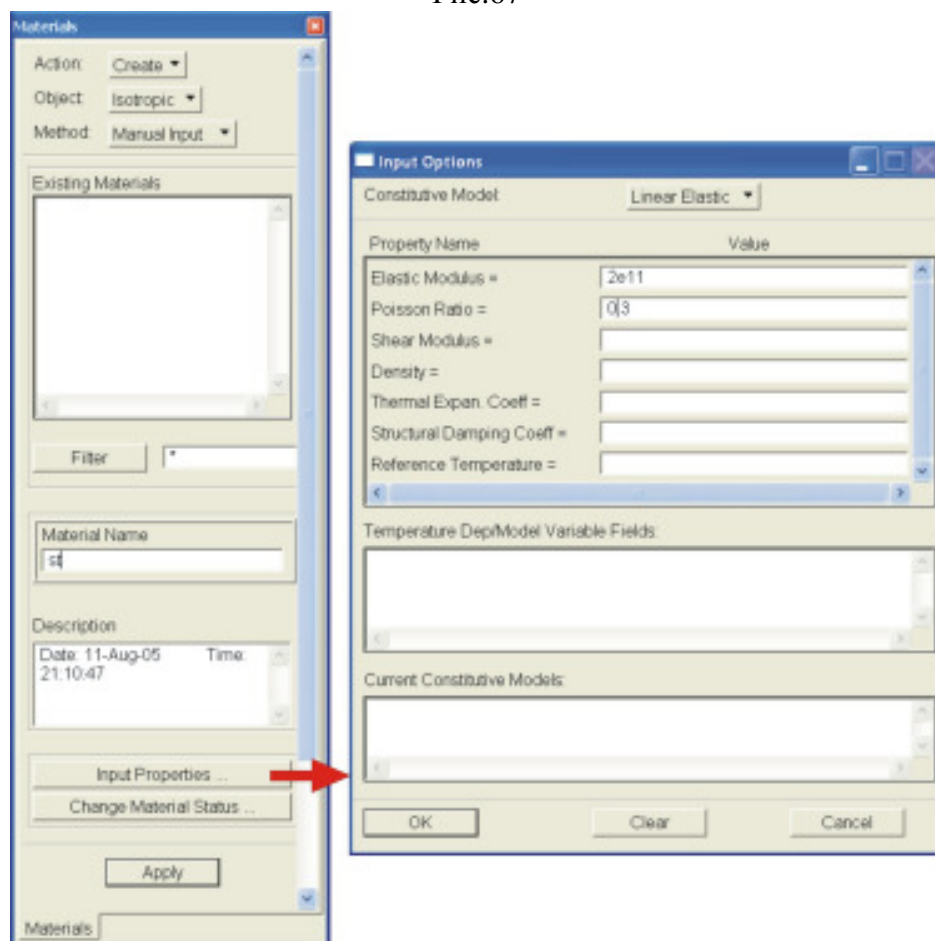 Рис.67
Materials
Action: Create
Object: Isotropic
Method: Manual Input
Existing Materials
Filter *
Material Name
st
Description
Date: 11-Aug-05 Time:
21:10:47
Input Properties ...
Change Material Status ...
Apply
Materials
Input Options
Constitutive Model: Linear Elastic
Property Name Value
Elastic Modulus = 2e11
Poisson Ratio = 0.3
Shear Modulus =
Density =
Thermal Expan. Coeff =
Structural Damping Coeff =
Reference Temperature =
Temperature Dep/Model Variable Fields:
Current Constitutive Models:
OK Clear Cancel